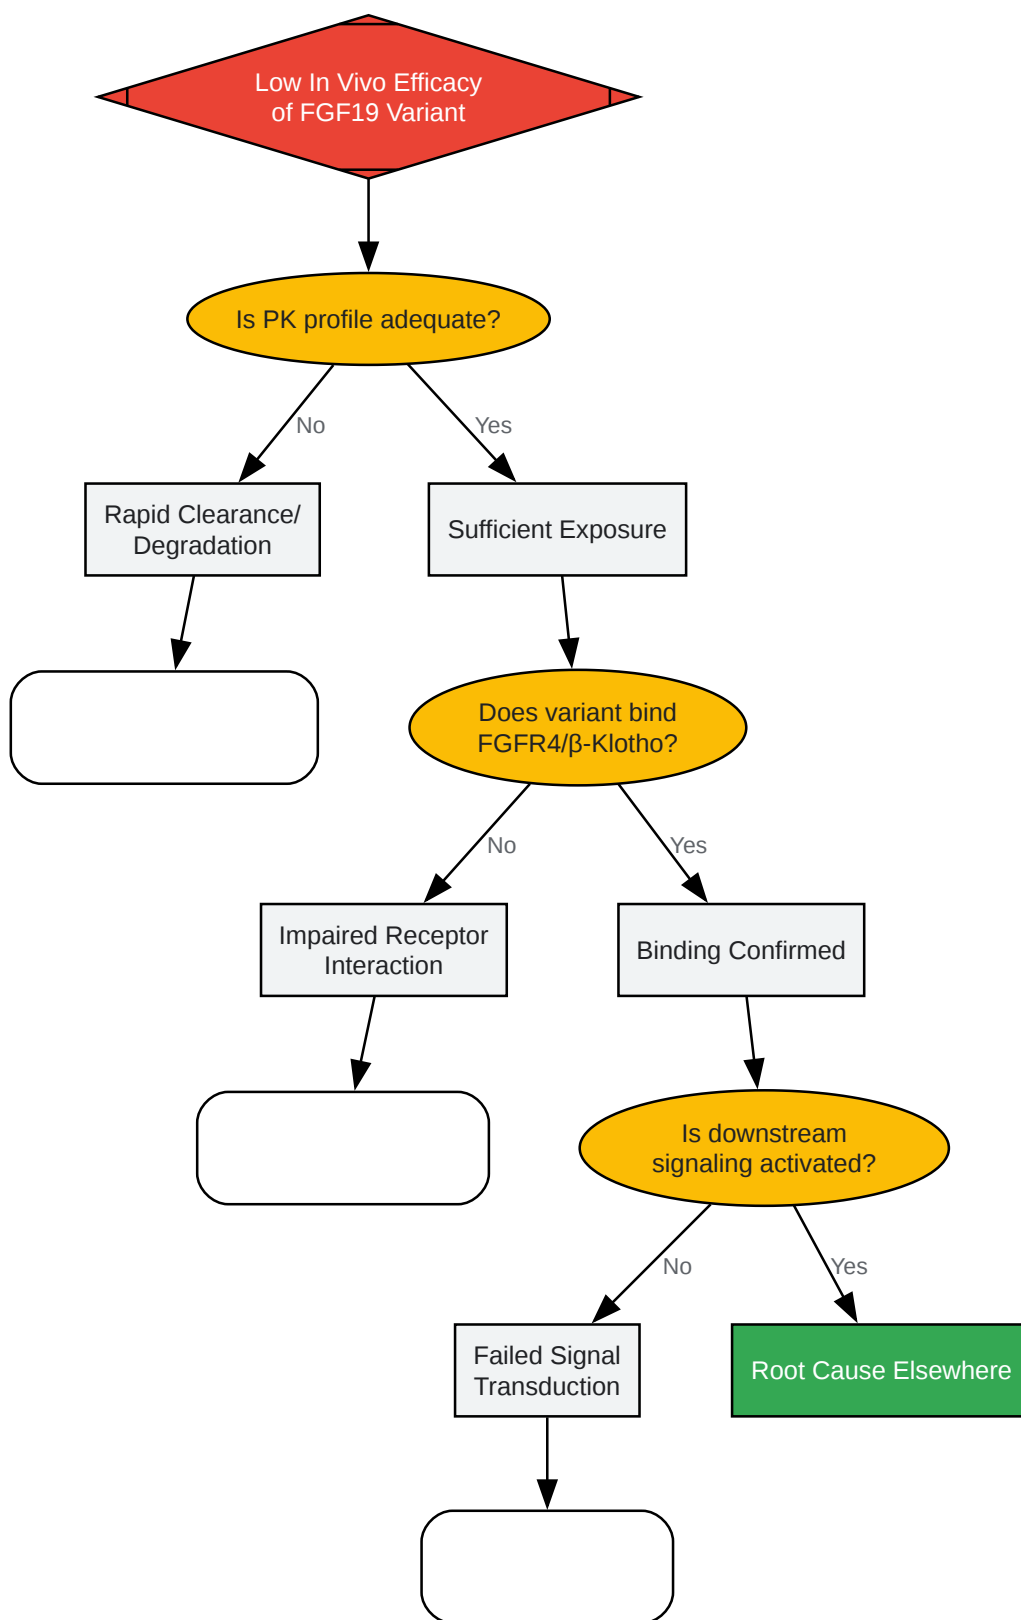 Low In Vivo Efficacy
of FGF19 Variant
Is PK profile adequate?
No
Yes
Rapid Clearance/
Degradation
Sufficient Exposure
Does variant bind
FGFR4/β-Klotho?
No
Yes
Impaired Receptor
Interaction
Binding Confirmed
Is downstream
signaling activated?
No
Yes
Failed Signal
Transduction
Root Cause Elsewhere